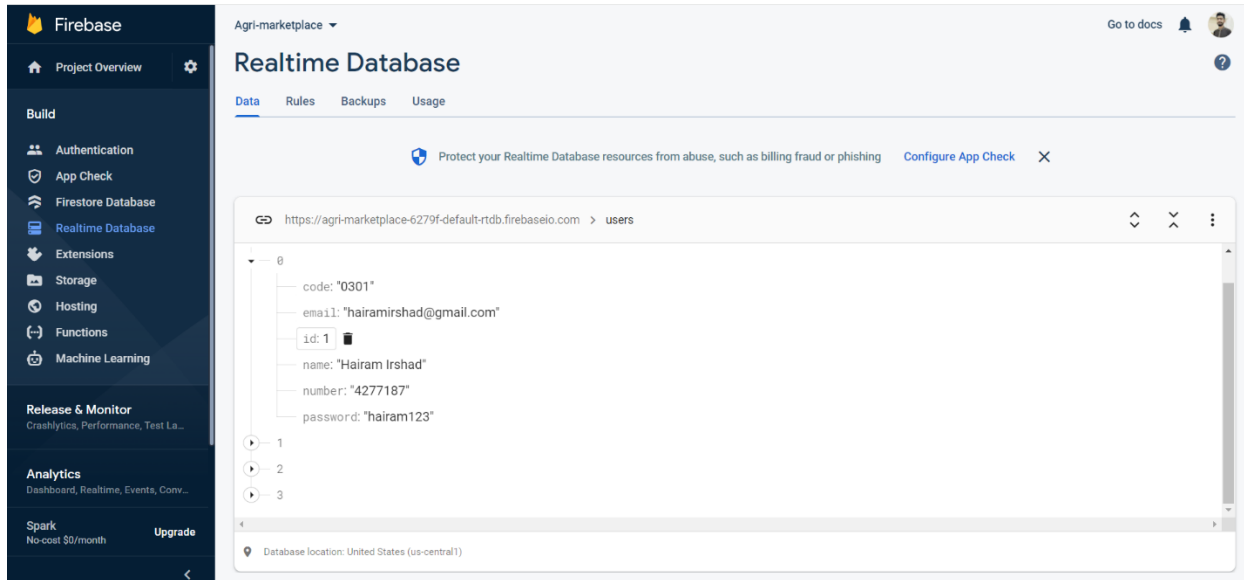 Firebase
Agri-marketplace
Go to docs
Project Overview
Realtime Database
Data Rules Backups Usage
Build
Authentication
App Check
Firestore Database
Realtime Database
Extensions
Storage
Hosting
Functions
Machine Learning
Release & Monitor
Crashlytics, Performance, Test La...
Analytics
Dashboard, Realtime, Events, Conv...
Spark
No-cost $0/month
Upgrade
Protect your Realtime Database resources from abuse, such as billing fraud or phishing Configure App Check
https://agri-marketplace-6279f-default-rtdb.firebaseio.com > users
0
code: "0301"
email: "hairamirshad@gmail.com"
id: 1
name: "Hairam Irshad"
number: "4277187"
password: "hairam123"
1
2
3
Database location: United States (us-central1)